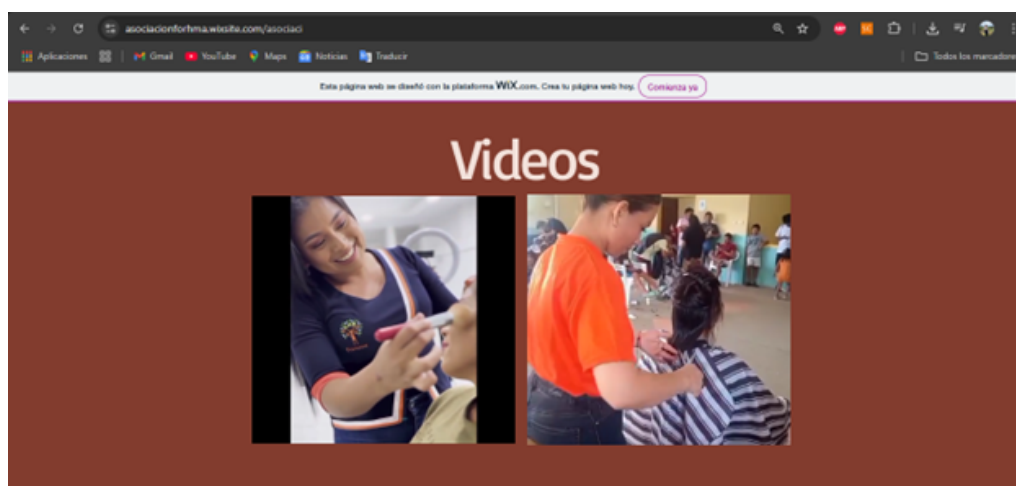 asociacionforhma.wixsite.com/asociaci
Aplicaciones Gmail YouTube Maps Noticias Traducir Todos los marcadores
Esta página web se diseñó con la plataforma WiX.com. Crea tu página web hoy. Comienza ya
Videos